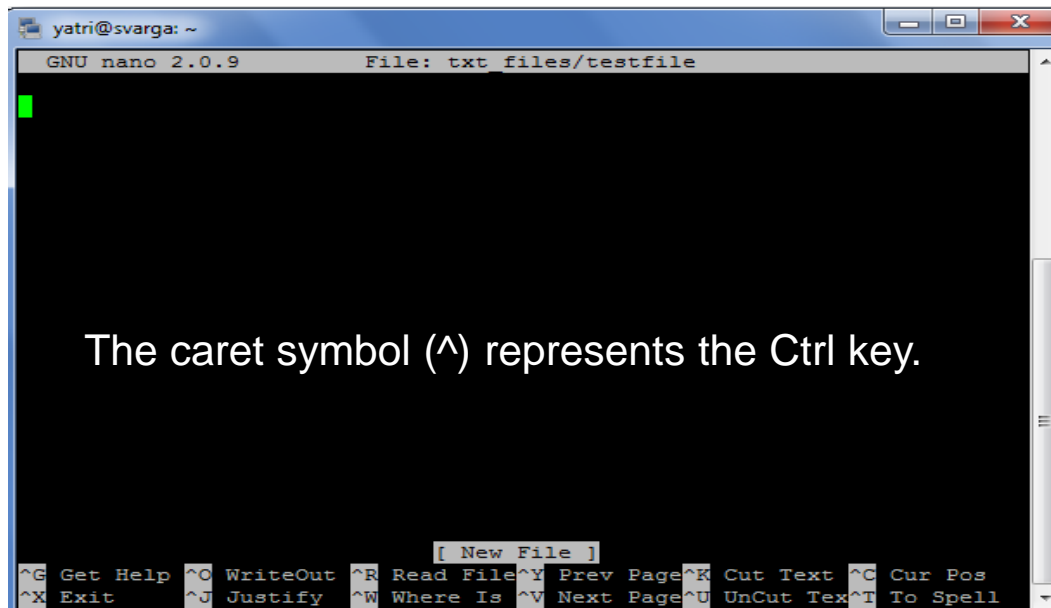 yatri@svarga: ~
GNU nano 2.0.9 File: txt_files/testfile
The caret symbol (^) represents the Ctrl key.
[ New File ]
^G Get Help ^O WriteOut ^R Read File^Y Prev Page^K Cut Text ^C Cur Pos
^X Exit ^J Justify ^W Where Is ^V Next Page^U UnCut Tex^T To Spell